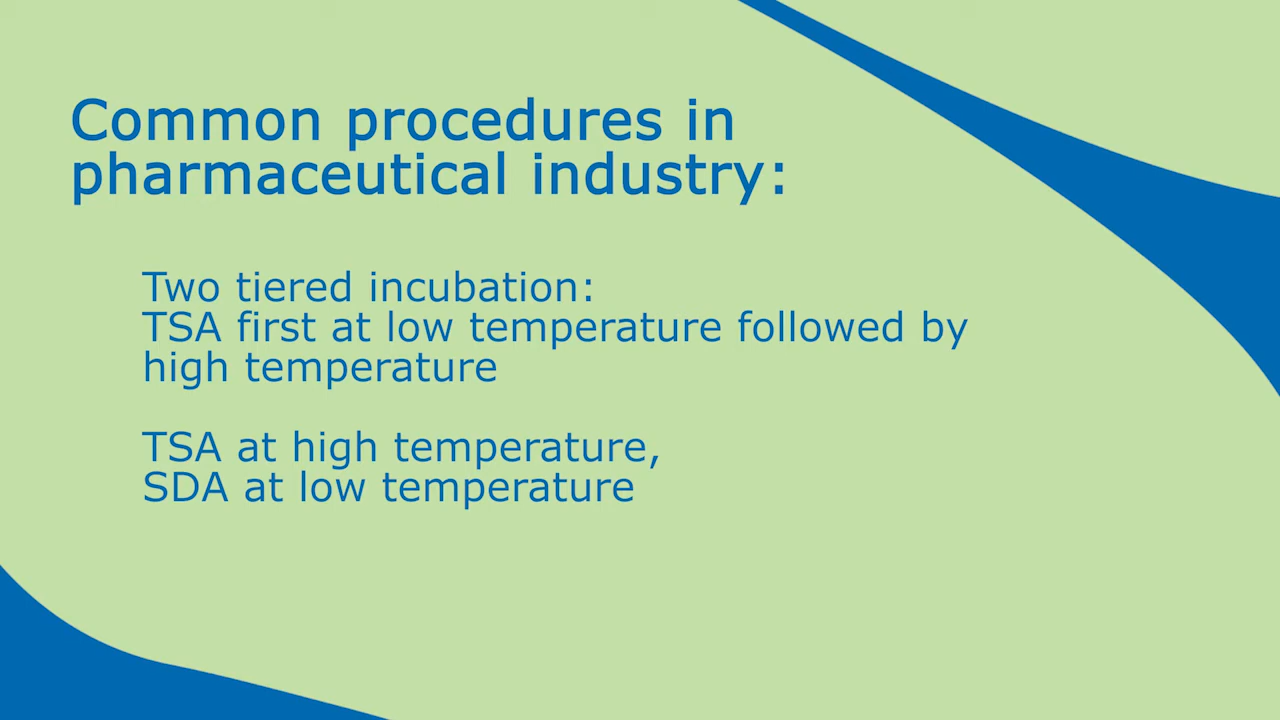 Common procedures in
pharmaceutical industry:
Two tiered incubation:
TSA first at low temperature followed by
high temperature
TSA at high temperature,
SDA at low temperature